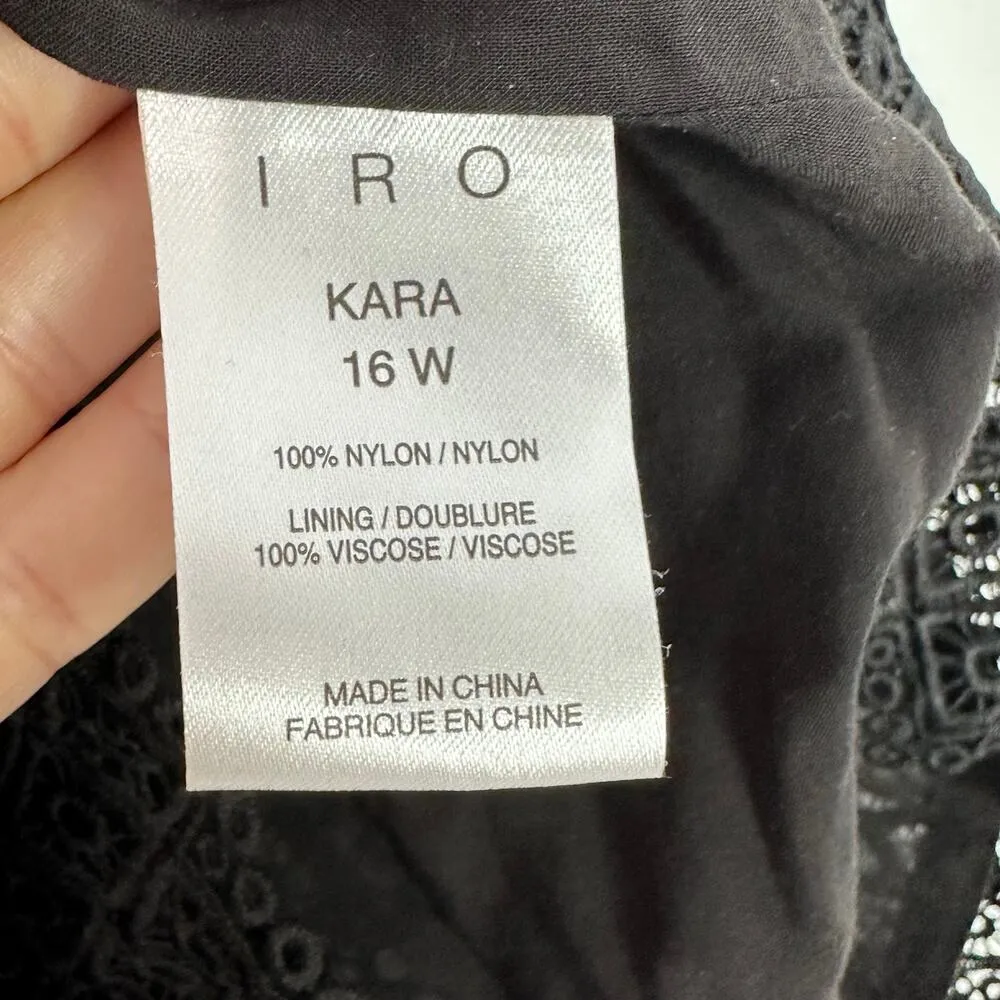 I R O
KARA
16 W
100% NYLON / NYLON
LINING / DOUBLURE
100% VISCOSE / VISCOSE
MADE IN CHINA
FABRIQUE EN CHINE